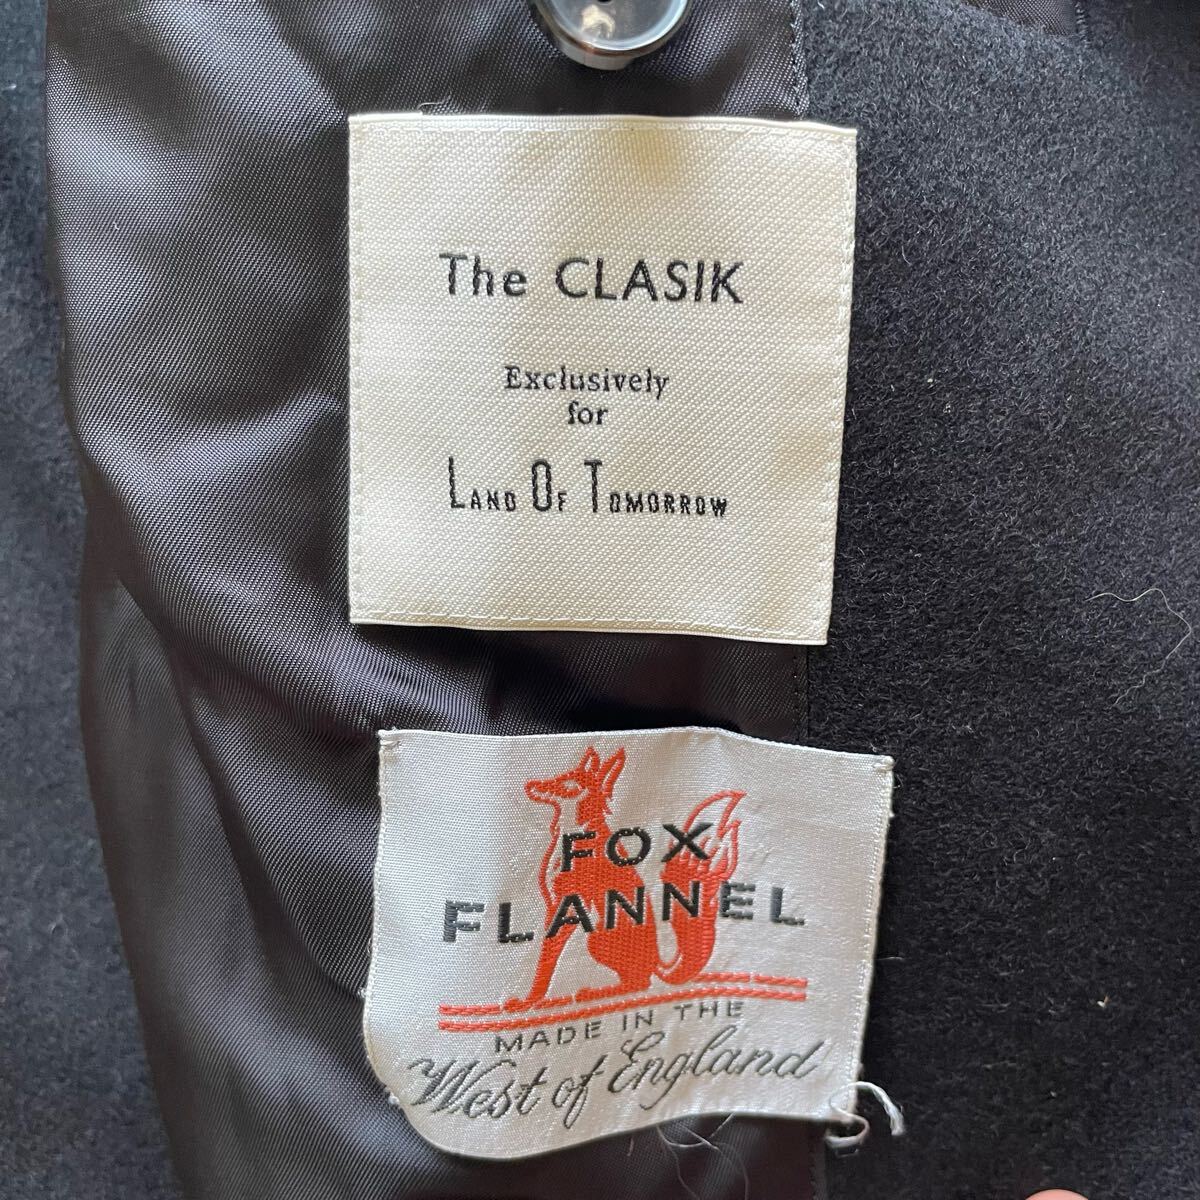 The CLASIK
Exclusively
for
LAND OF TOMORROW
FOX
FLANNEL
MADE IN THE
West of England